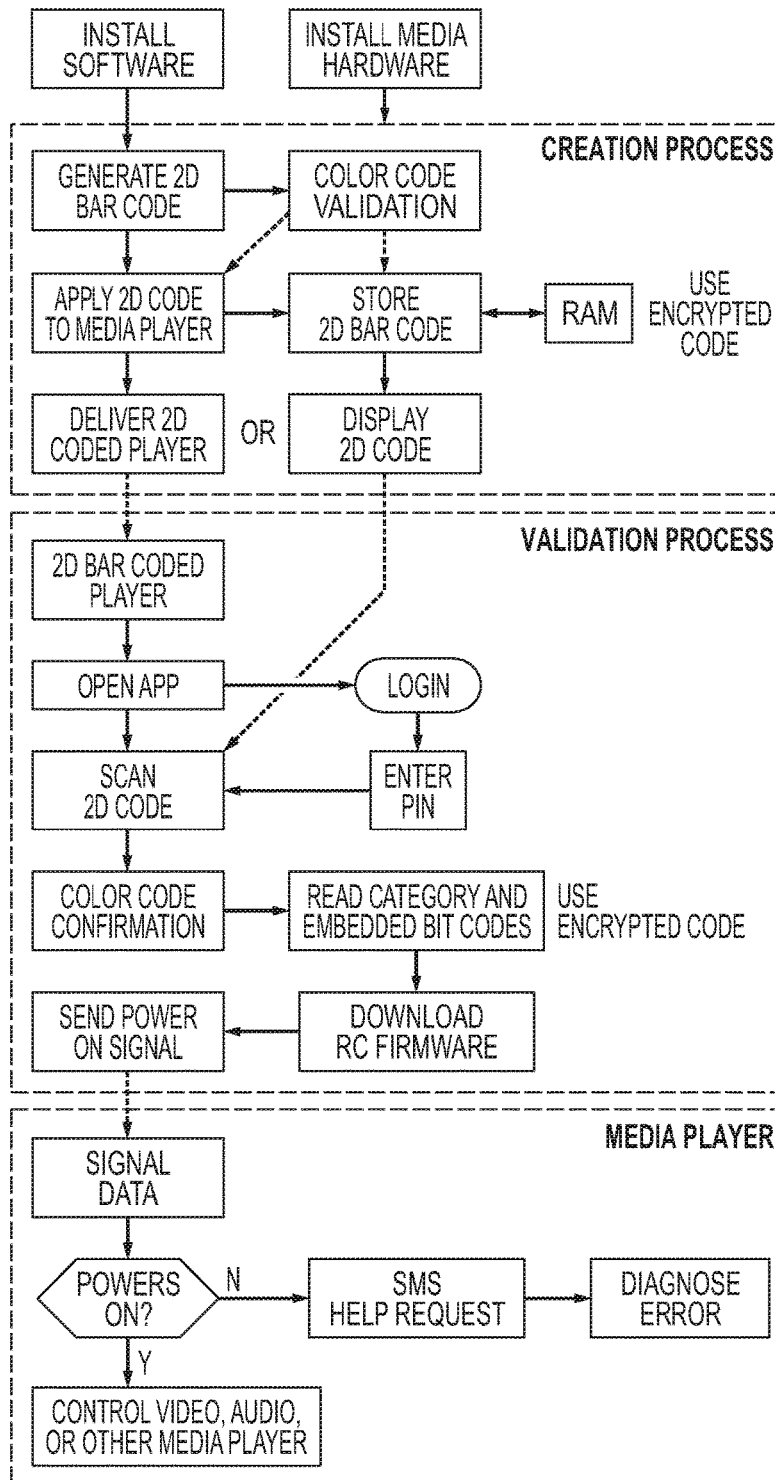 INSTALL
SOFTWARE
INSTALL MEDIA
HARDWARE
CREATION PROCESS
GENERATE 2D
BAR CODE
COLOR CODE
VALIDATION
APPLY 2D CODE
TO MEDIA PLAYER
STORE
2D BAR CODE
RAM
USE
ENCRYPTED
CODE
DELIVER 2D
CODED PLAYER
OR
DISPLAY
2D CODE
VALIDATION PROCESS
2D BAR CODED
PLAYER
OPEN APP
LOGIN
SCAN
2D CODE
ENTER
PIN
COLOR CODE
CONFIRMATION
READ CATEGORY AND
EMBEDDED BIT CODES
USE
ENCRYPTED CODE
SEND POWER
ON SIGNAL
DOWNLOAD
RC FIRMWARE
MEDIA PLAYER
SIGNAL
DATA
POWERS
ON?
N
SMS
HELP REQUEST
DIAGNOSE
ERROR
Y
CONTROL VIDEO, AUDIO,
OR OTHER MEDIA PLAYER